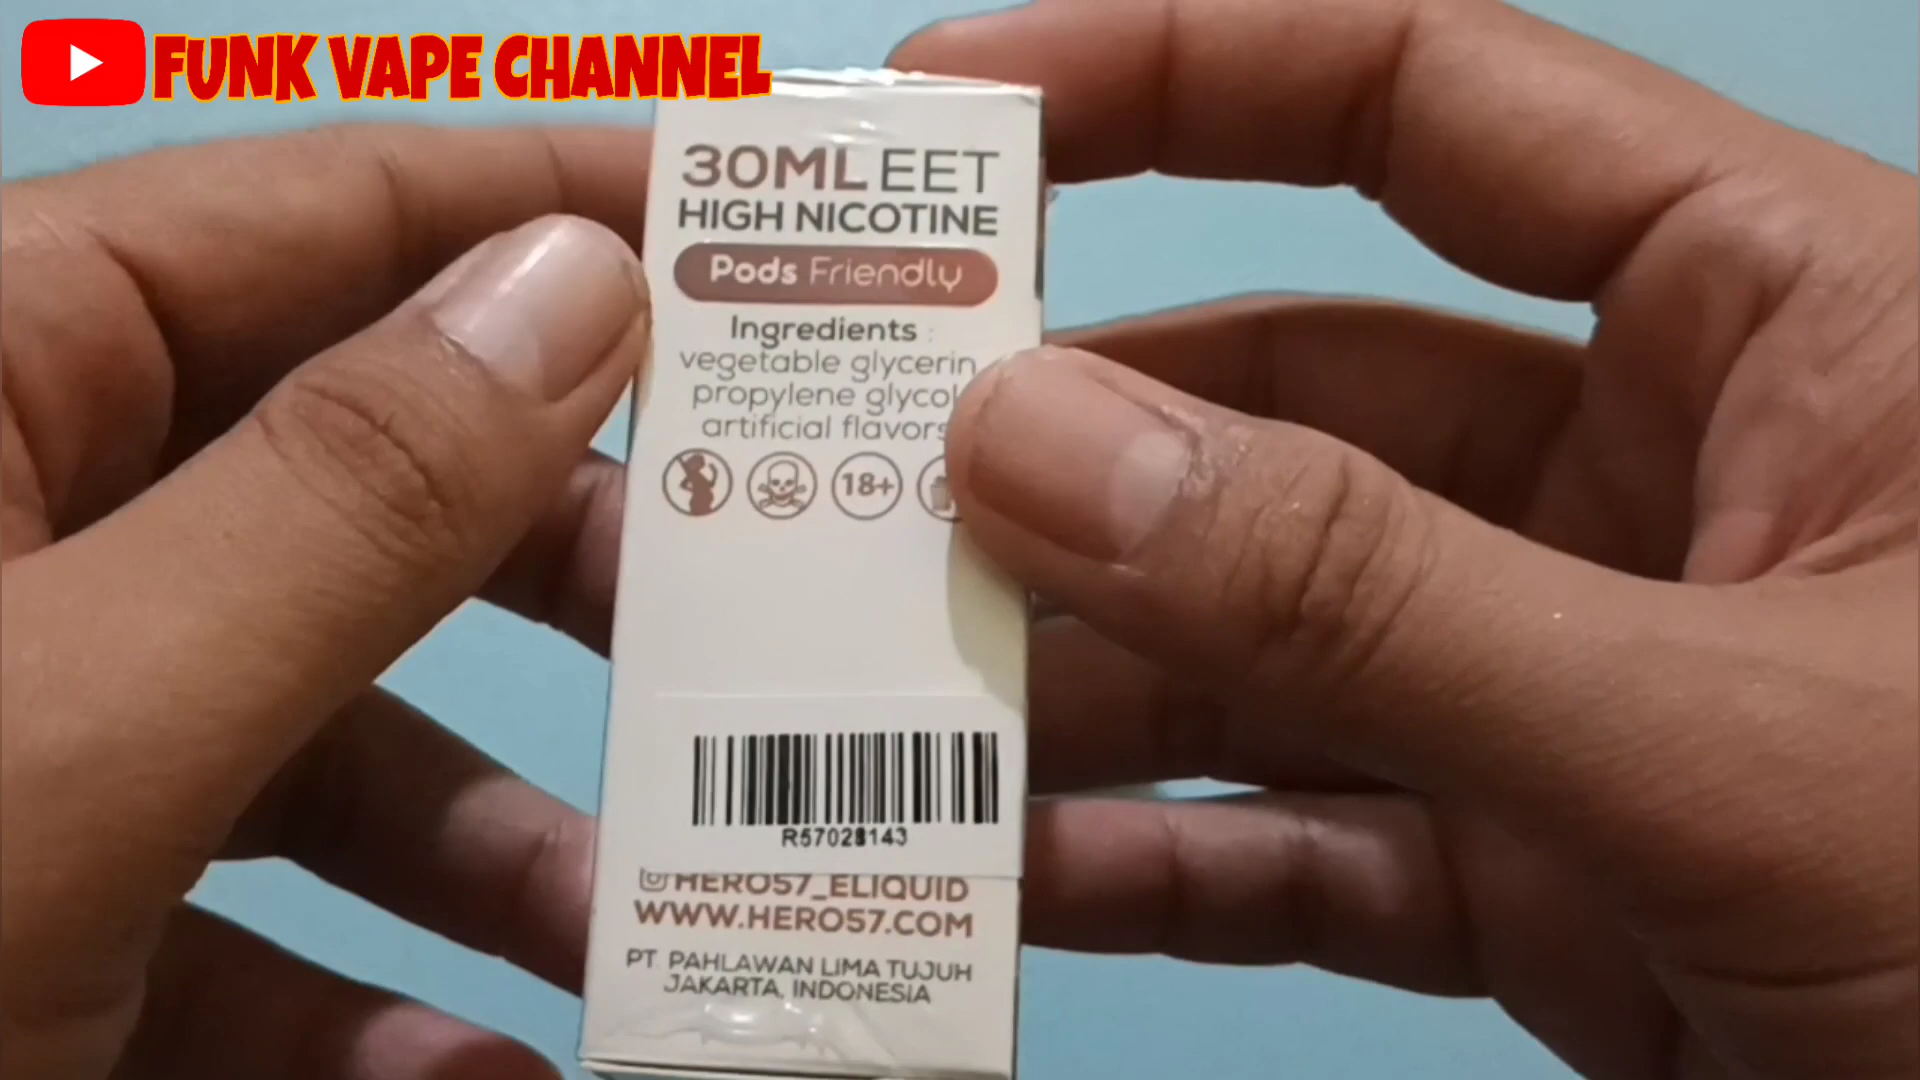 FUNK VAPE CHANNEL
30ML EET
HIGH NICOTINE
Pods Friendly
Ingredients :
vegetable glycerin
propylene glycol
artificial flavors
18+
R57028143
HERO57_ELIQUID
WWW.HERO57.COM
PT. PAHLAWAN LIMA TUJUH
JAKARTA, INDONESIA